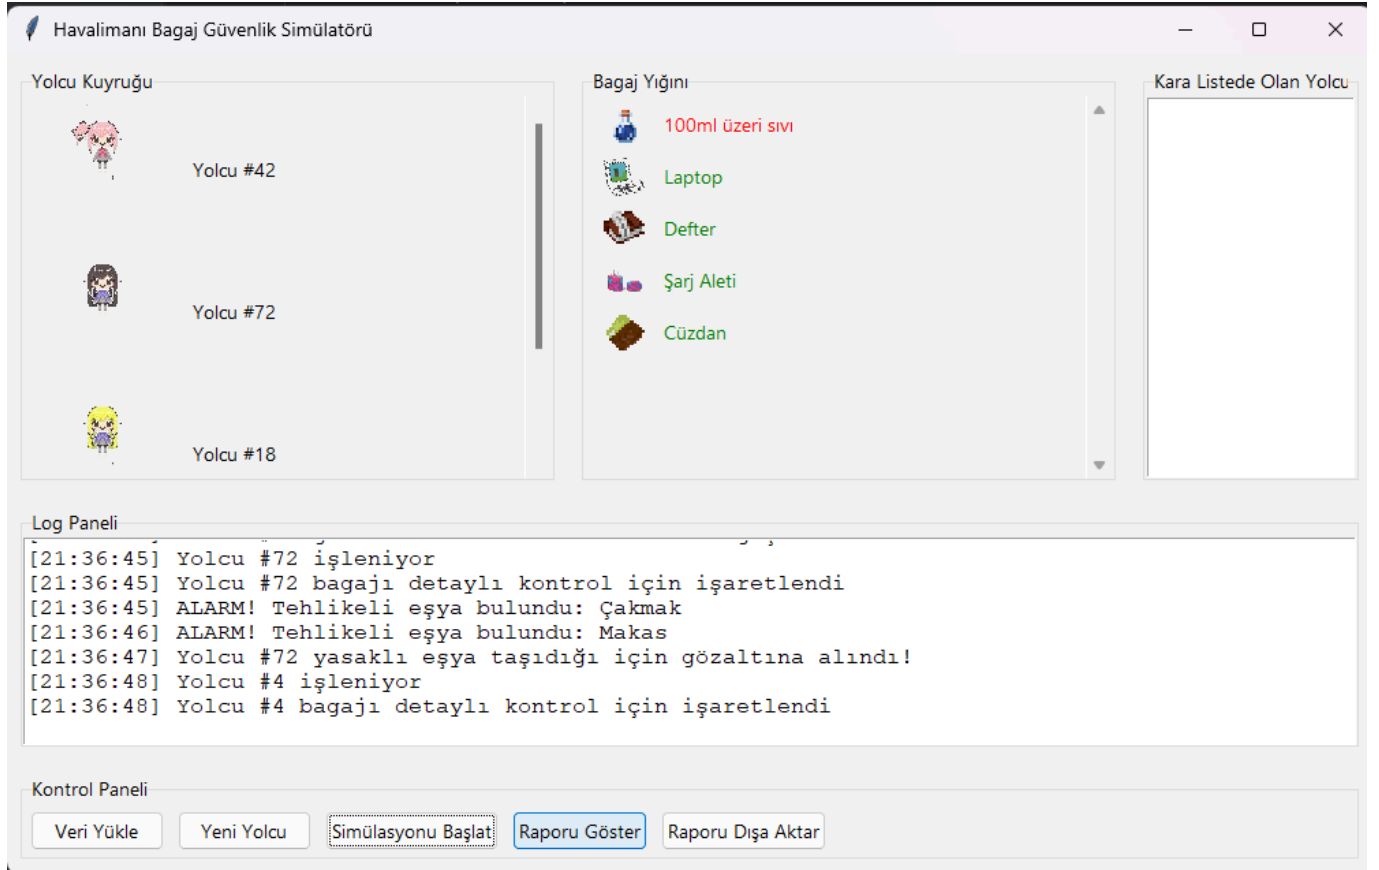 Havalimanı Bagaj Güvenlik Simülatörü
Yolcu Kuyruğu
Yolcu #42
Yolcu #72
Yolcu #18
Bagaj Yığını
100ml üzeri sıvı
Laptop
Defter
Şarj Aleti
Cüzdan
Kara Listede Olan Yolcu
Log Paneli
[21:36:45] Yolcu #72 işleniyor
[21:36:45] Yolcu #72 bagajı detaylı kontrol için işaretlendi
[21:36:45] ALARM! Tehlikeli eşya bulundu: Çakmak
[21:36:46] ALARM! Tehlikeli eşya bulundu: Makas
[21:36:47] Yolcu #72 yasaklı eşya taşıdığı için gözaltına alındı!
[21:36:48] Yolcu #4 işleniyor
[21:36:48] Yolcu #4 bagajı detaylı kontrol için işaretlendi
Kontrol Paneli
Veri Yükle Yeni Yolcu Simülasyonu Başlat Raporu Göster Raporu Dışa Aktar